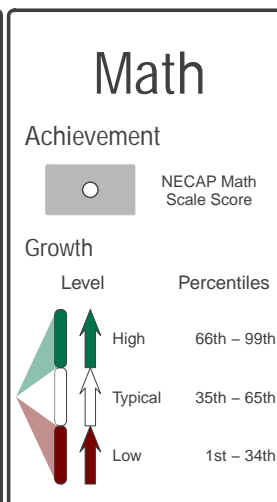 Math
Achievement
NECAP Math
Scale Score
Growth
Level Percentiles
High 66th – 99th
Typical 35th – 65th
Low 1st – 34th